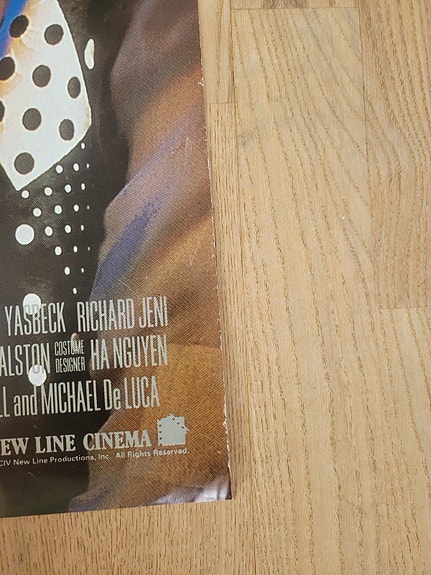 YASBECK RICHARD JENI
ALSTON COSTUME DESIGNER HA NGUYEN
LL and MICHAEL De LUCA
EW LINE CINEMA
CIV New Line Productions, Inc. All Rights Reserved.